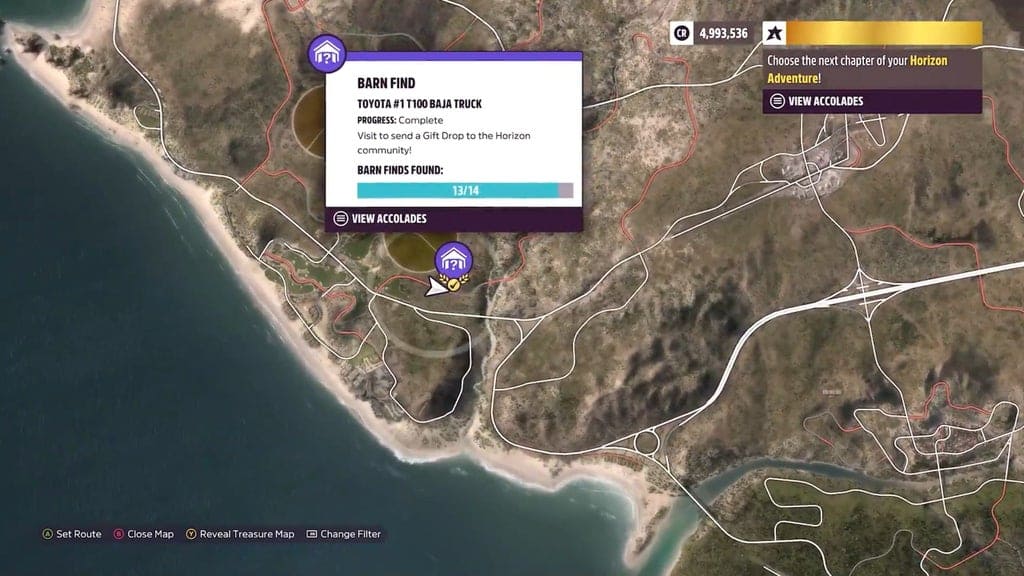 CR 4,993,536
Choose the next chapter of your Horizon
Adventure!
VIEW ACCOLADES
?
BARN FIND
TOYOTA #1 T100 BAJA TRUCK
PROGRESS: Complete
Visit to send a Gift Drop to the Horizon
community!
BARN FINDS FOUND:
13/14
VIEW ACCOLADES
?
A Set Route B Close Map Y Reveal Treasure Map Change Filter